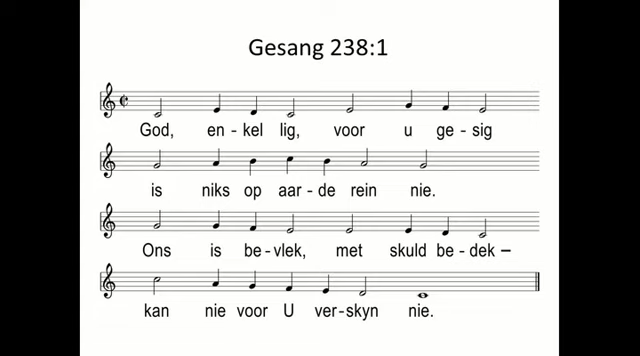 Gesang 238:1
God, en-kel lig, voor u ge-sig
is niks op aar-de rein nie.
Ons is be-vlek, met skuld be-dek –
kan nie voor U ver-skyn nie.